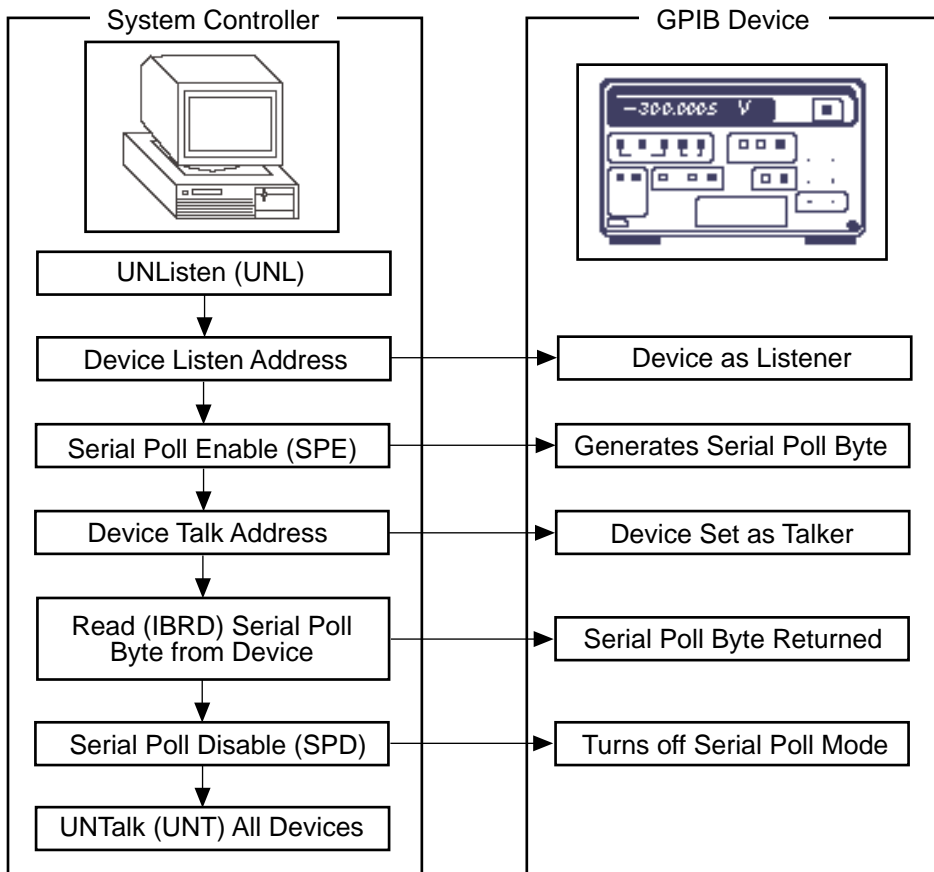 System Controller
GPIB Device
-300.000S V
UNListen (UNL)
Device Listen Address
Device as Listener
Serial Poll Enable (SPE)
Generates Serial Poll Byte
Device Talk Address
Device Set as Talker
Read (IBRD) Serial Poll
Byte from Device
Serial Poll Byte Returned
Serial Poll Disable (SPD)
Turns off Serial Poll Mode
UNTalk (UNT) All Devices